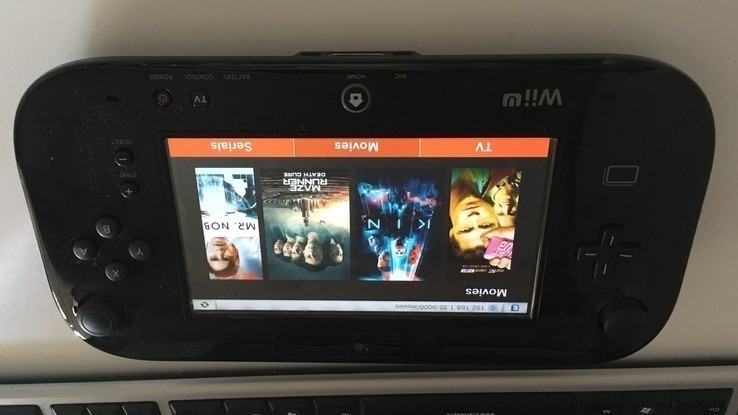 192.168.1.35:9000/movies
Movies
KIN
MAZE
RUNNER
DEATH CURE
MR. NOB
TV
Movies
Serials
X
Y
A
B
START
SELECT
Wii U
HOME
BATTERY
TV
CONTROL
POWER